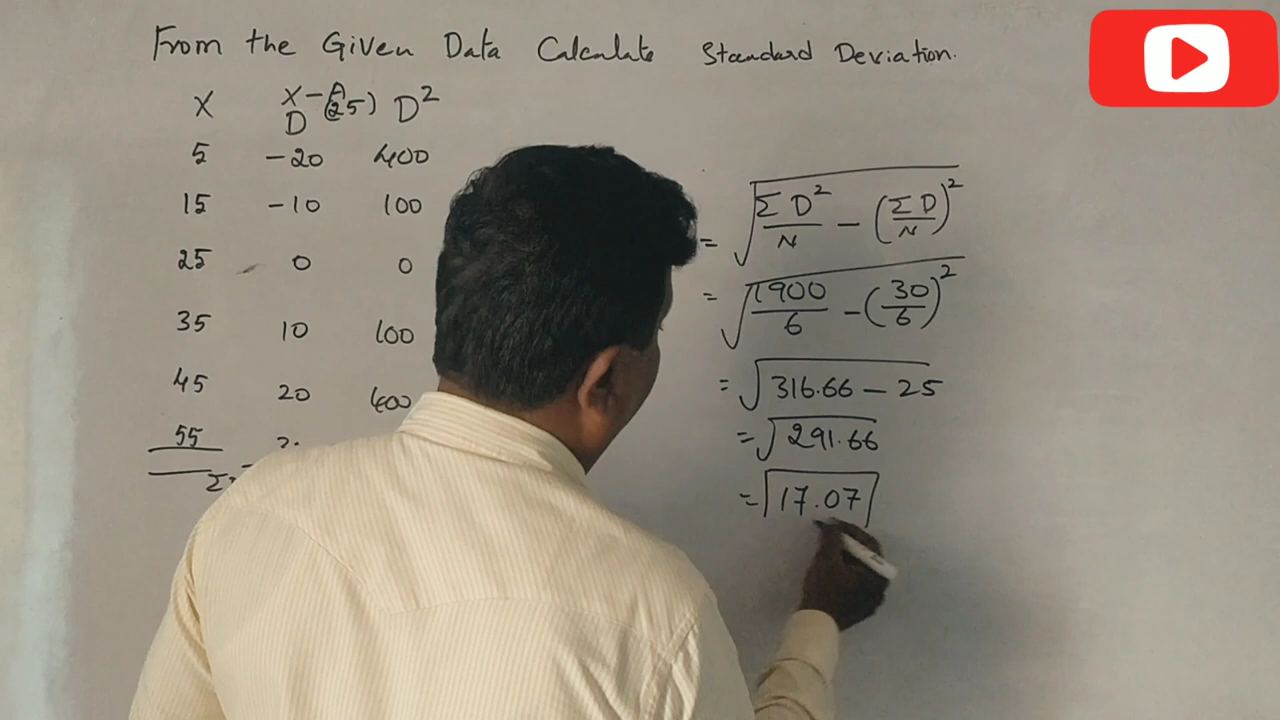 From the Given Data Calculate Standard Deviation.
X X-A D² 
D (25)
5 -20 400
15 -10 100
25 0 0
35 10 100
45 20 400
55
= √ΣD²/N - (ΣD/N)²
= √1900/6 - (30/6)²
= √316.66 - 25
= √291.66
= 17.07